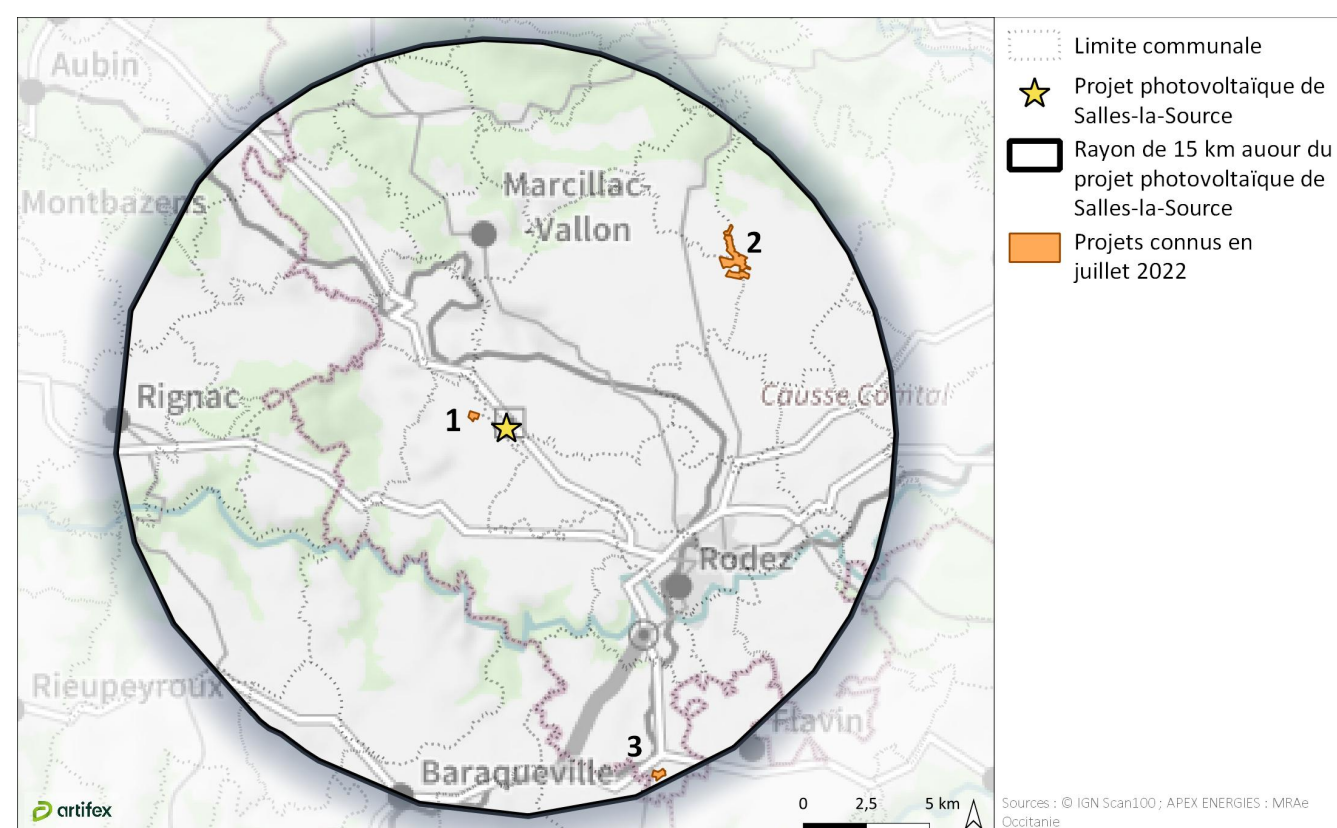 Aubin
Montbazens
Marcillac-
-Vallon
2
Rignac
1
Causse Comtal
Rodez
Rieupeyroux
Flavin
3
Baraqueville
artifex
0 2,5 5 km
Limite communale
Projet photovoltaïque de
Salles-la-Source
Rayon de 15 km auour du
projet photovoltaïque de
Salles-la-Source
Projets connus en
juillet 2022
Sources : © IGN Scan100 ; APEX ENERGIES : MRAe
Occitanie